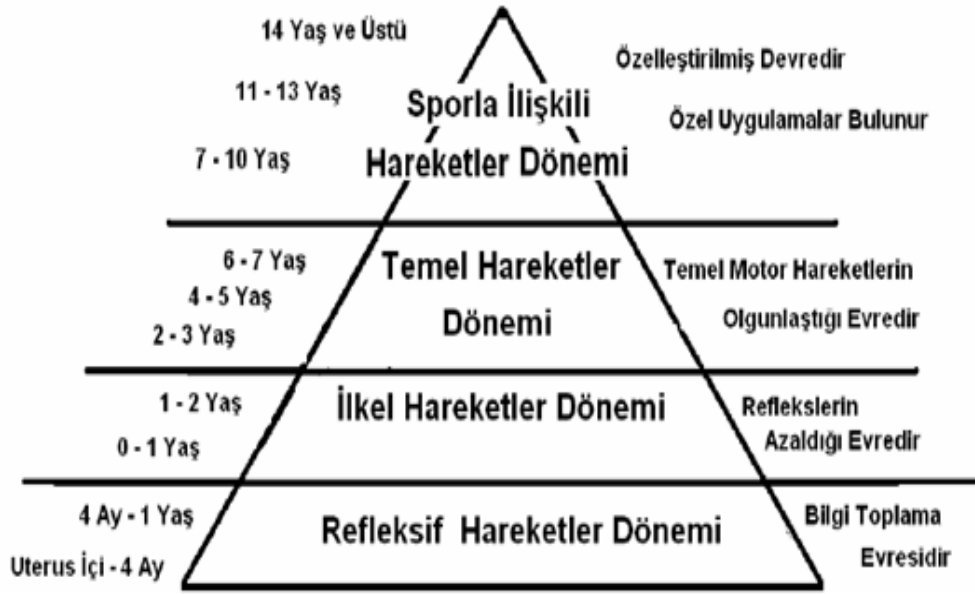 14 Yaş ve Üstü
Özelleştirilmiş Devredir
11 - 13 Yaş
Sporla İlişkili
Özel Uygulamalar Bulunur
7 - 10 Yaş
Hareketler Dönemi
6 - 7 Yaş
Temel Hareketler
Temel Motor Hareketlerin
4 - 5 Yaş
Dönemi
Olgunlaştığı Evredir
2 - 3 Yaş
1 - 2 Yaş
İlkel Hareketler Dönemi
Reflekslerin
0 - 1 Yaş
Azaldığı Evredir
4 Ay - 1 Yaş
Refleksif Hareketler Dönemi
Bilgi Toplama
Uterus İçi - 4 Ay
Evresidir